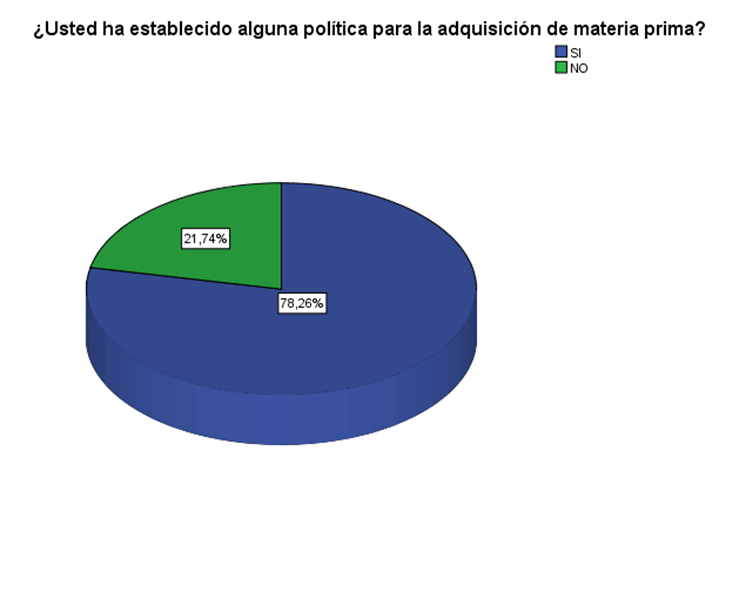 ¿Usted ha establecido alguna política para la adquisición de materia prima?
SI
NO
21,74%
78,26%